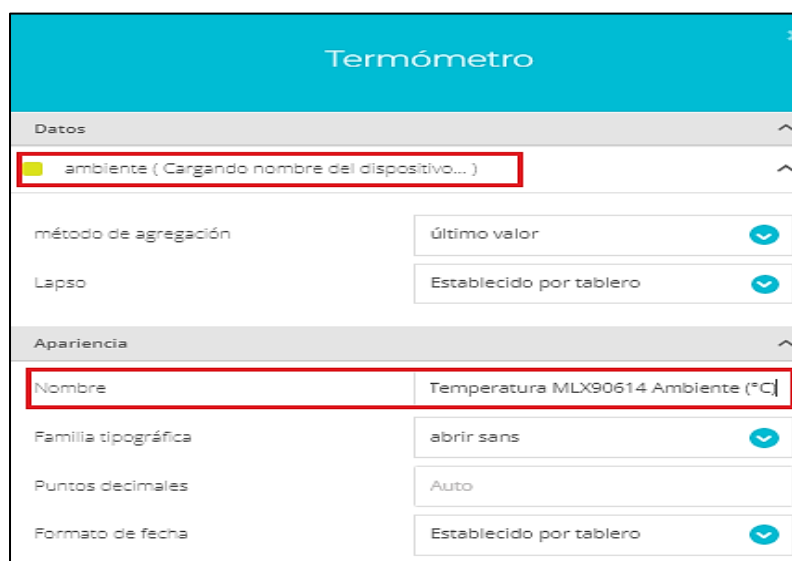 Termómetro
Datos
ambiente ( Cargando nombre del dispositivo... )
método de agregación último valor
Lapso Establecido por tablero
Apariencia
Nombre Temperatura MLX90614 Ambiente (°C)
Familia tipográfica abrir sans
Puntos decimales Auto
Formato de fecha Establecido por tablero